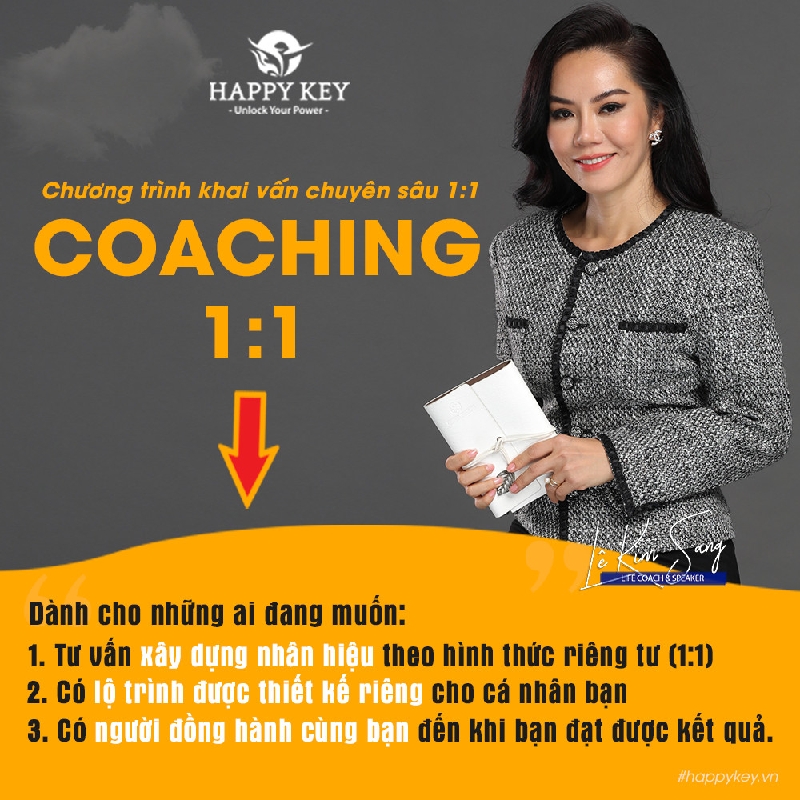 HAPPY KEY
- Unlock Your Power -
Chương trình khai vấn chuyên sâu 1:1
COACHING
1:1
Lê Kim Sang
LIFE COACH & SPEAKER
Dành cho những ai đang muốn:
1. Tư vấn xây dựng nhân hiệu theo hình thức riêng tư (1:1)
2. Có lộ trình được thiết kế riêng cho cá nhân bạn
3. Có người đồng hành cùng bạn đến khi bạn đạt được kết quả.
#happykey.vn